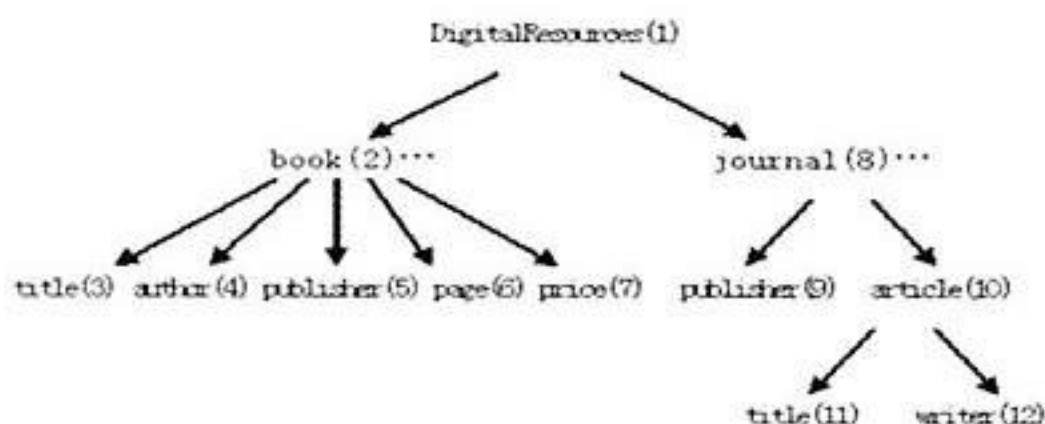 DigitalResources(1)
book(2)··· journal(8)···
title(3) author(4) publisher(5) page(6) price(7) publisher(9) article(10)
title(11) writer(12)